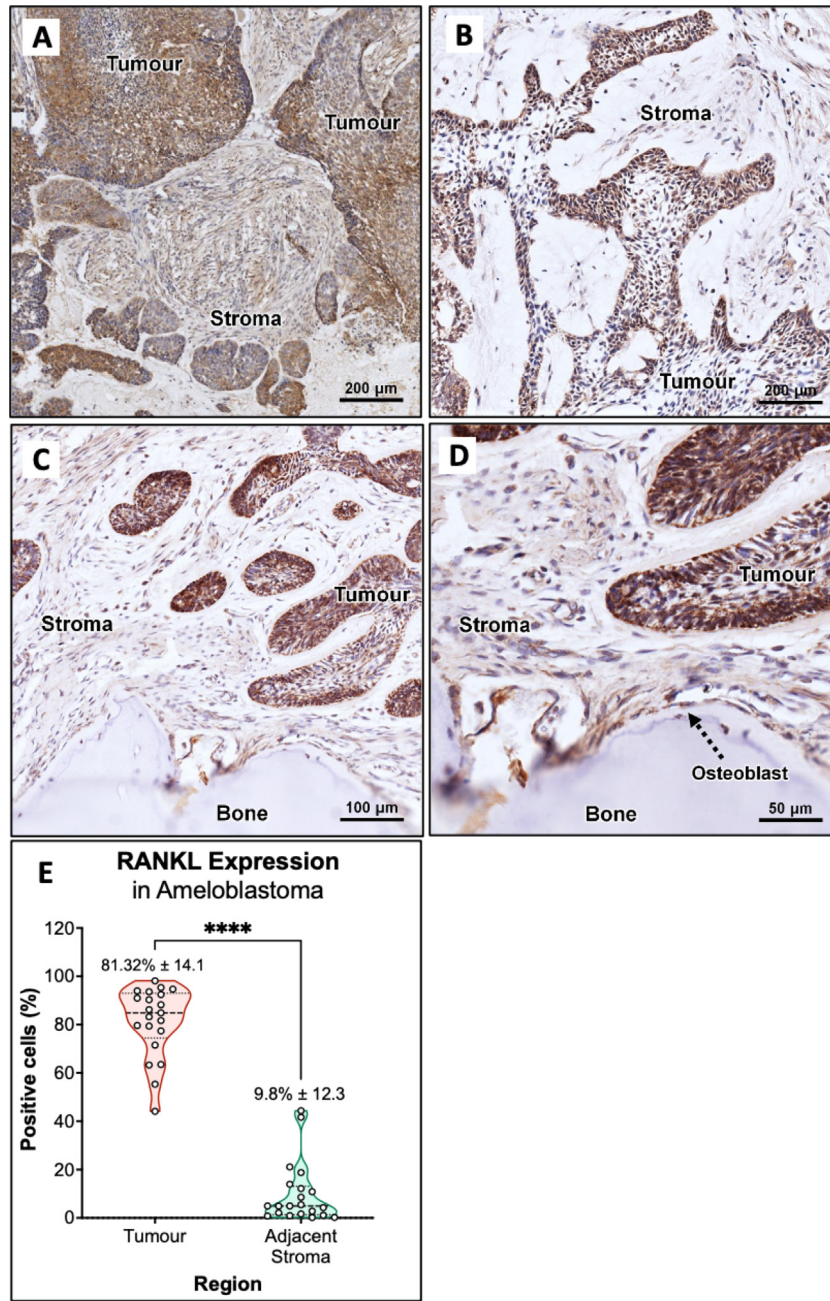 A
Tumour
Tumour
Stroma
200 µm
B
Stroma
Tumour
200 µm
C
Stroma
Tumour
Bone
100 µm
D
Tumour
Stroma
Osteoblast
Bone
50 µm
E
RANKL Expression
in Ameloblastoma
****
81.32% ± 14.1
9.8% ± 12.3
Positive cells (%)
120
100
80
60
40
20
0
Tumour
Adjacent
Stroma
Region